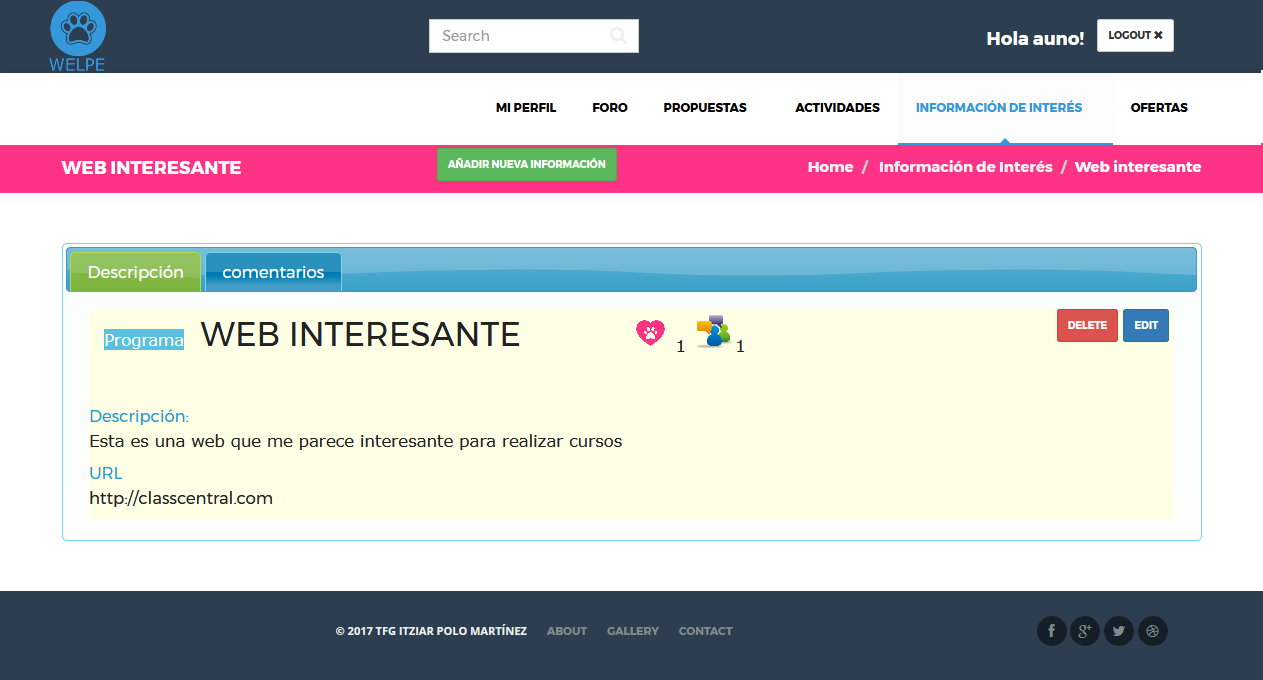 WELPE
Search
Hola auno!
LOGOUT ✖
MI PERFIL FORO PROPUESTAS ACTIVIDADES INFORMACIÓN DE INTERÉS OFERTAS
WEB INTERESANTE
AÑADIR NUEVA INFORMACIÓN
Home / Información de Interés / Web interesante
Descripción comentarios
Programa WEB INTERESANTE 1 1
DELETE EDIT
Descripción:
Esta es una web que me parece interesante para realizar cursos
URL
http://classcentral.com
© 2017 TFG ITZIAR POLO MARTÍNEZ ABOUT GALLERY CONTACT